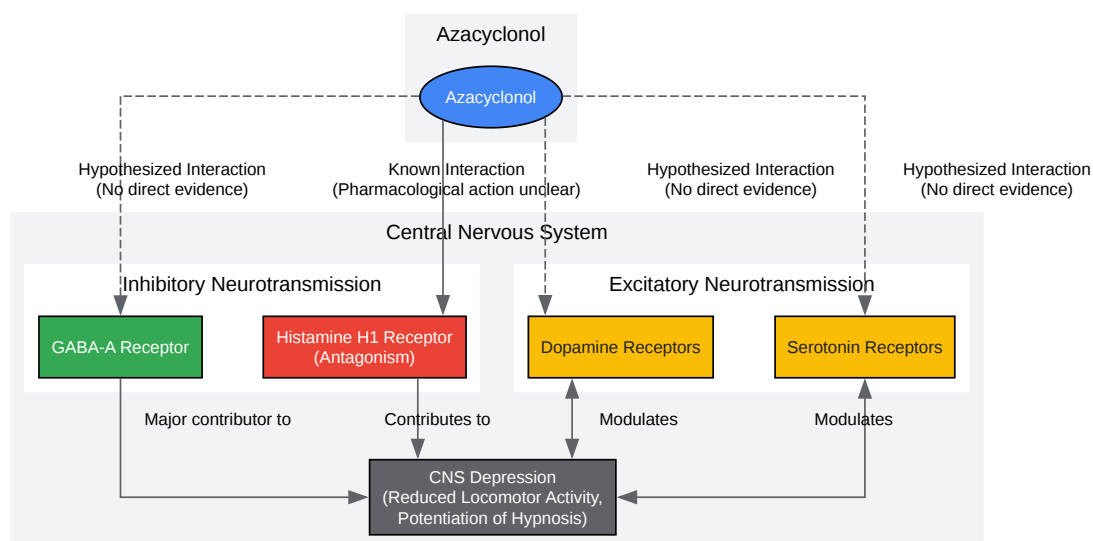 Azacyclonol
Azacyclonol
Hypothesized Interaction
(No direct evidence)
Known Interaction
(Pharmacological action unclear)
Hypothesized Interaction
(No direct evidence)
Hypothesized Interaction
(No direct evidence)
Central Nervous System
Inhibitory Neurotransmission
Excitatory Neurotransmission
GABA-A Receptor
Histamine H1 Receptor
(Antagonism)
Dopamine Receptors
Serotonin Receptors
Major contributor to
Contributes to
Modulates
Modulates
CNS Depression
(Reduced Locomotor Activity,
Potentiation of Hypnosis)